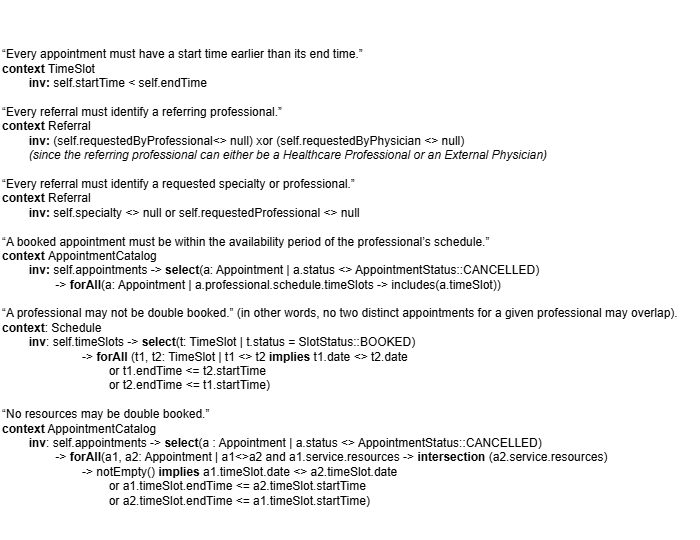 “Every appointment must have a start time earlier than its end time.”
context TimeSlot
inv: self.startTime < self.endTime
“Every referral must identify a referring professional.”
context Referral
inv: (self.requestedByProfessional<> null) xor (self.requestedByPhysician <> null)
(since the referring professional can either be a Healthcare Professional or an External Physician)
“Every referral must identify a requested specialty or professional.”
context Referral
inv: self.specialty <> null or self.requestedProfessional <> null
“A booked appointment must be within the availability period of the professional’s schedule.”
context AppointmentCatalog
inv: self.appointments -> select(a: Appointment | a.status <> AppointmentStatus::CANCELLED)
-> forAll(a: Appointment | a.professional.schedule.timeSlots -> includes(a.timeSlot))
“A professional may not be double booked.” (in other words, no two distinct appointments for a given professional may overlap).
context: Schedule
inv: self.timeSlots -> select(t: TimeSlot | t.status = SlotStatus::BOOKED)
-> forAll (t1, t2: TimeSlot | t1 <> t2 implies t1.date <> t2.date
or t1.endTime <= t2.startTime
or t2.endTime <= t1.startTime)
“No resources may be double booked.”
context AppointmentCatalog
inv: self.appointments -> select(a : Appointment | a.status <> AppointmentStatus::CANCELLED)
-> forAll(a1, a2: Appointment | a1<>a2 and a1.service.resources -> intersection (a2.service.resources)
-> notEmpty() implies a1.timeSlot.date <> a2.timeSlot.date
or a1.timeSlot.endTime <= a2.timeSlot.startTime
or a2.timeSlot.endTime <= a1.timeSlot.startTime)